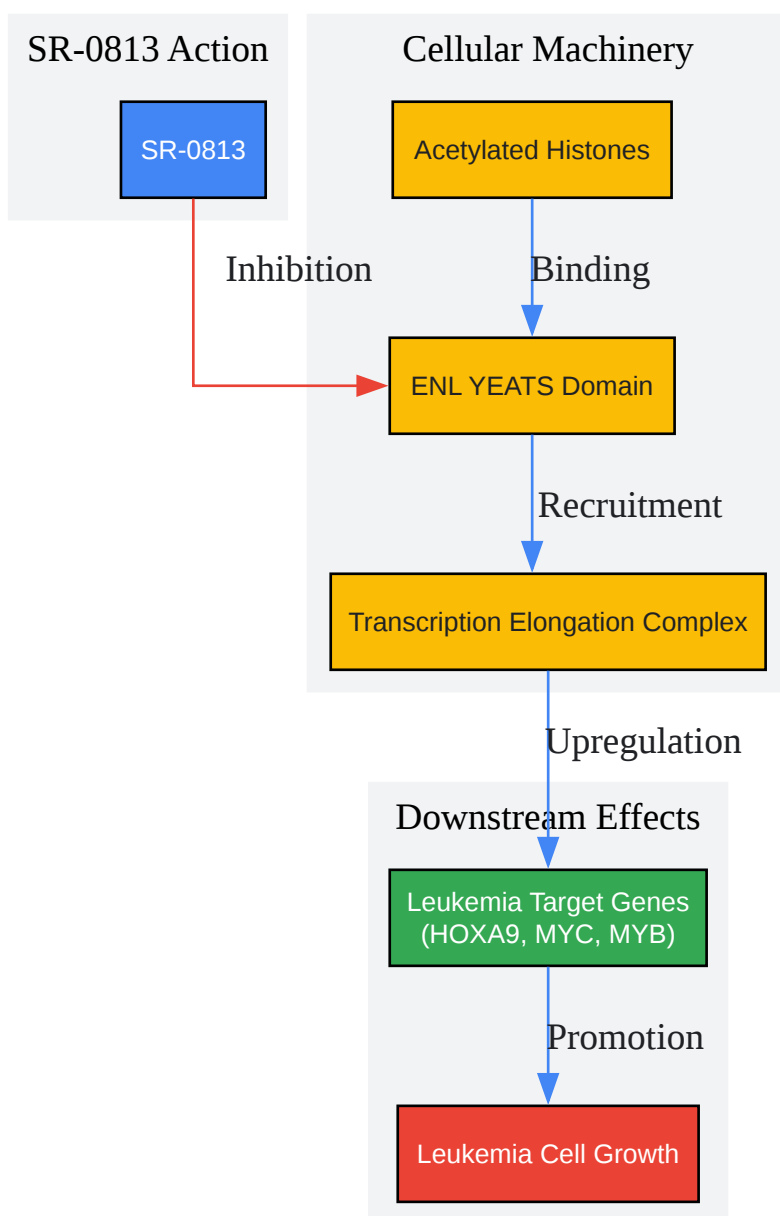 SR-0813 Action
Cellular Machinery
SR-0813
Acetylated Histones
Inhibition
Binding
ENL YEATS Domain
Recruitment
Transcription Elongation Complex
Upregulation
Downstream Effects
Leukemia Target Genes
(HOXA9, MYC, MYB)
Promotion
Leukemia Cell Growth